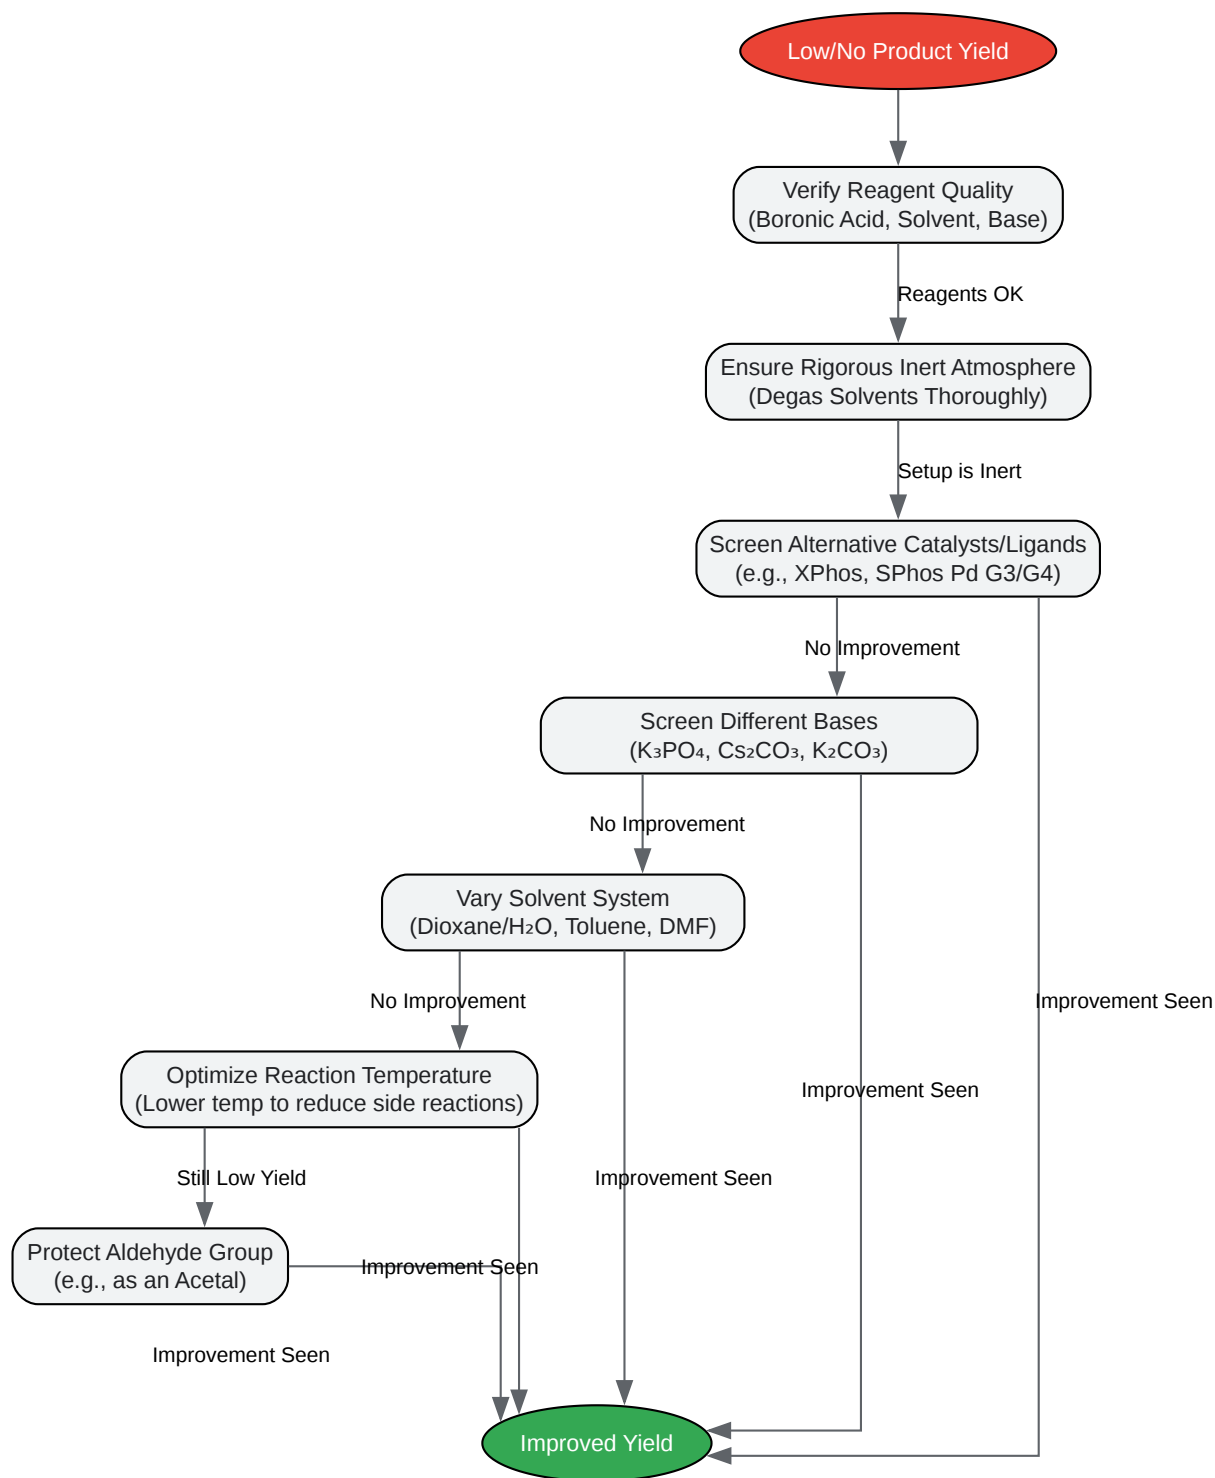 Low/No Product Yield
Verify Reagent Quality
(Boronic Acid, Solvent, Base)
Reagents OK
Ensure Rigorous Inert Atmosphere
(Degas Solvents Thoroughly)
Setup is Inert
Screen Alternative Catalysts/Ligands
(e.g., XPhos, SPhos Pd G3/G4)
No Improvement
Screen Different Bases
(K₃PO₄, Cs₂CO₃, K₂CO₃)
No Improvement
Vary Solvent System
(Dioxane/H₂O, Toluene, DMF)
No Improvement
Improvement Seen
Optimize Reaction Temperature
(Lower temp to reduce side reactions)
Improvement Seen
Still Low Yield
Improvement Seen
Protect Aldehyde Group
(e.g., as an Acetal)
Improvement Seen
Improvement Seen
Improved Yield